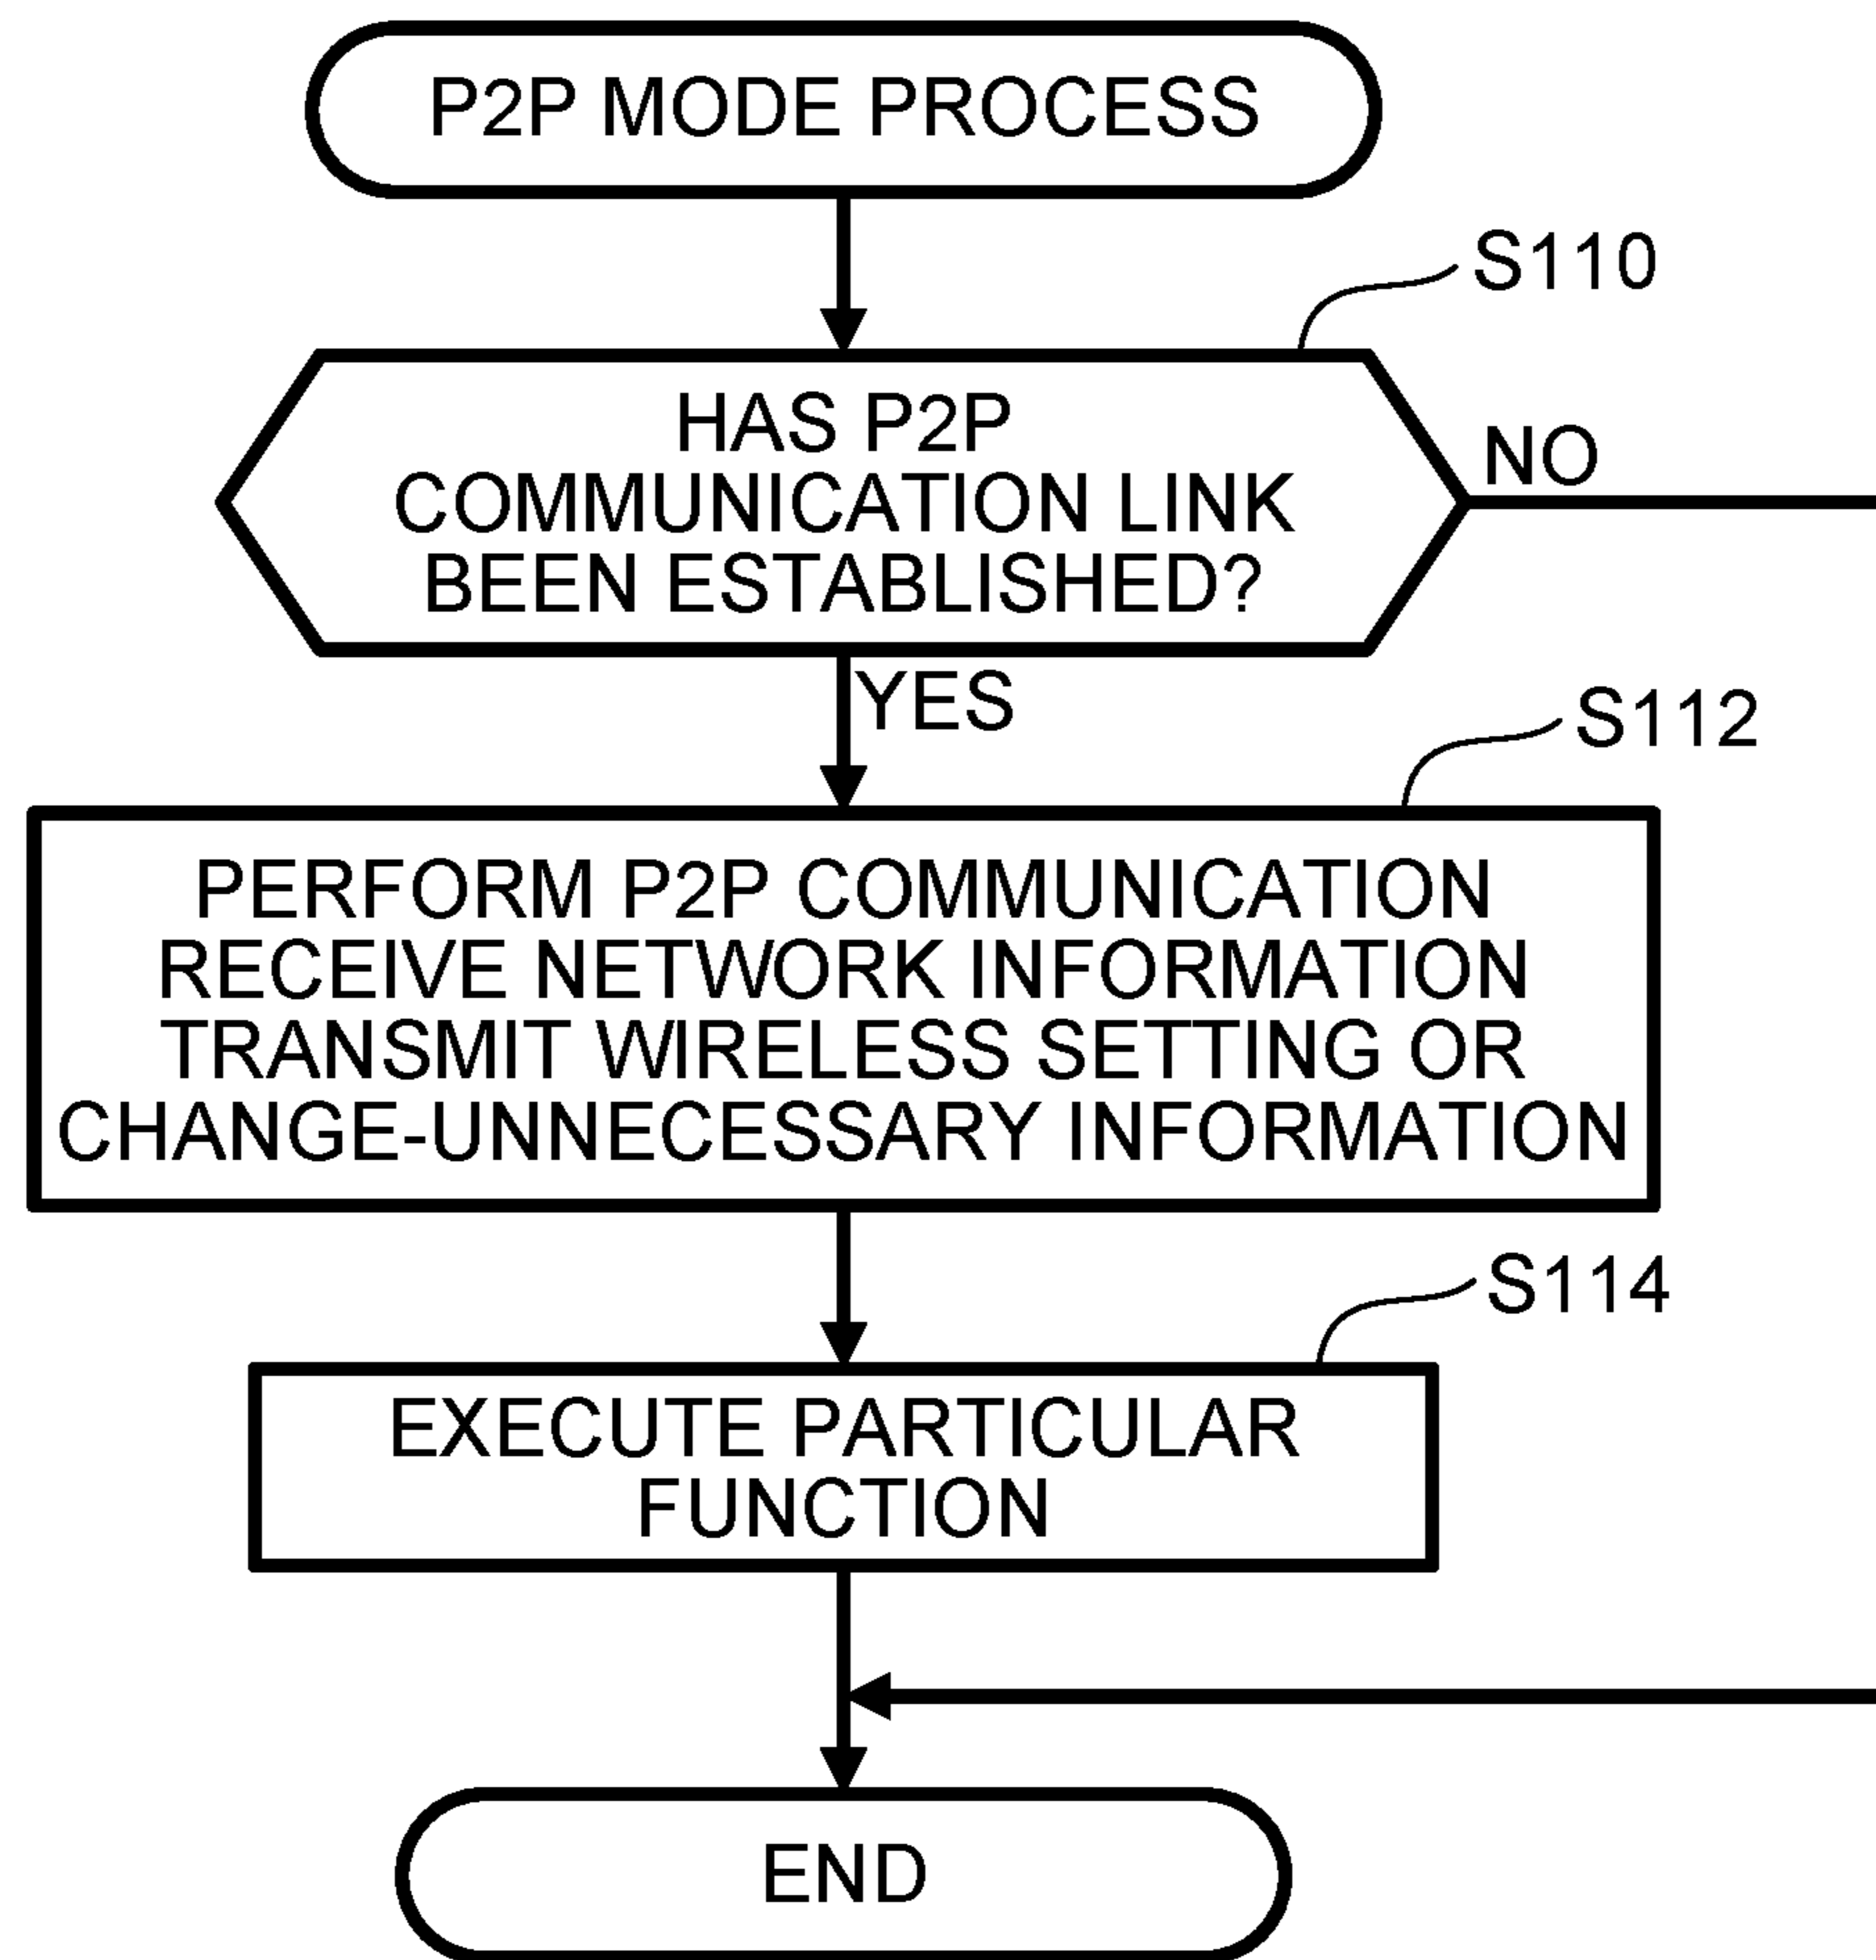 P2P MODE PROCESS
S110
HAS P2P
COMMUNICATION LINK
BEEN ESTABLISHED?
NO
YES
S112
PERFORM P2P COMMUNICATION
RECEIVE NETWORK INFORMATION
TRANSMIT WIRELESS SETTING OR
CHANGE-UNNECESSARY INFORMATION
S114
EXECUTE PARTICULAR
FUNCTION
END